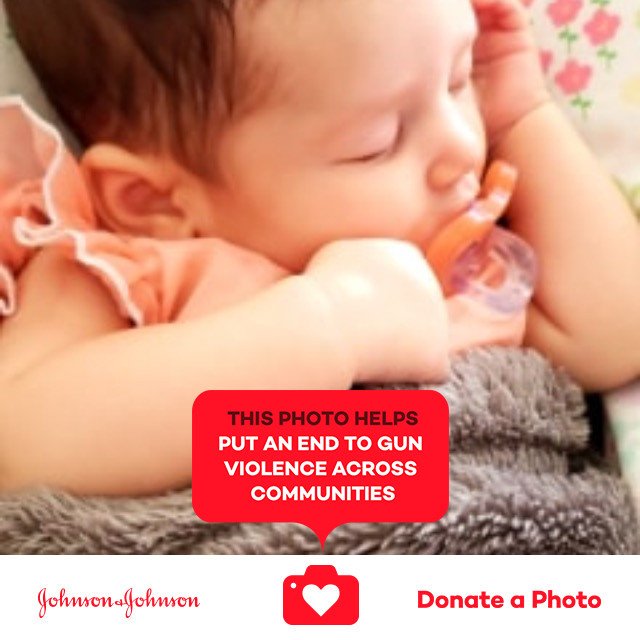 THIS PHOTO HELPS
PUT AN END TO GUN
VIOLENCE ACROSS
COMMUNITIES
Johnson & Johnson
Donate a Photo